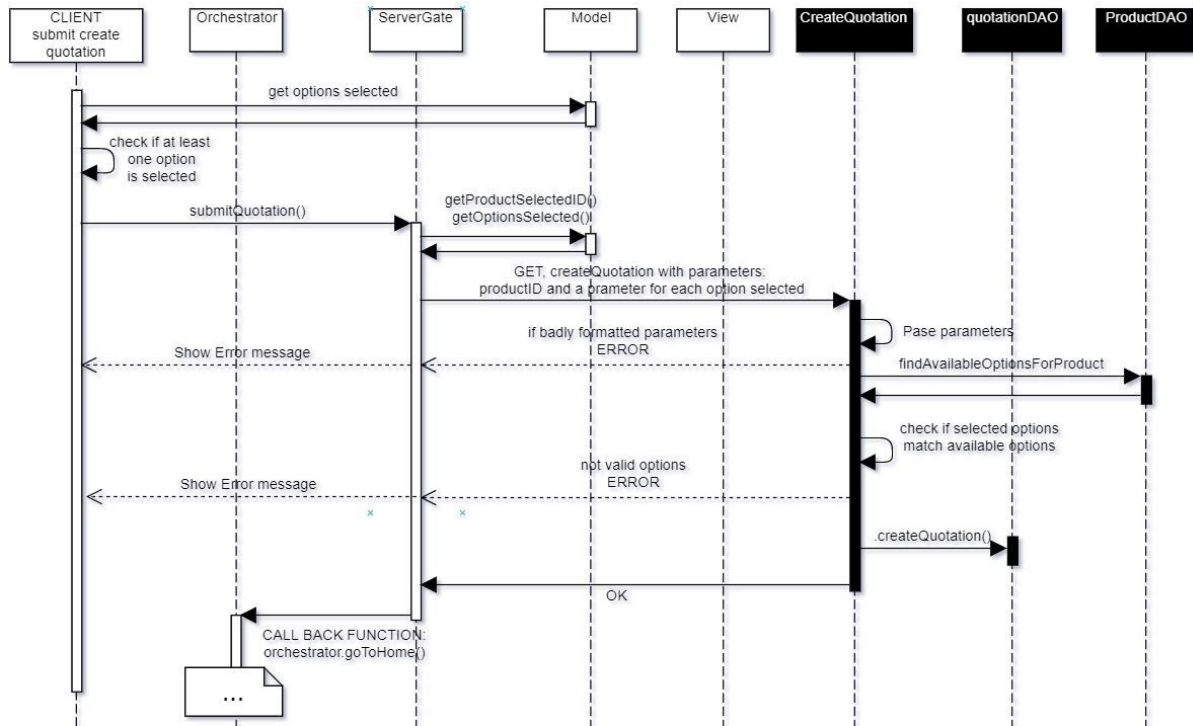 CLIENT
submit create
quotation
Orchestrator
ServerGate
Model
View
CreateQuotation
quotationDAO
ProductDAO
get options selected
check if at least
one option
is selected
submitQuotation()
getProductSelectedID()
getOptionsSelected()
GET, createQuotation with parameters:
productID and a prameter for each option selected
Pase parameters
if badly formatted parameters
ERROR
Show Error message
findAvailableOptionsForProduct
check if selected options
match available options
not valid options
ERROR
Show Error message
.createQuotation()
OK
CALL BACK FUNCTION:
orchestrator.goToHome()
...